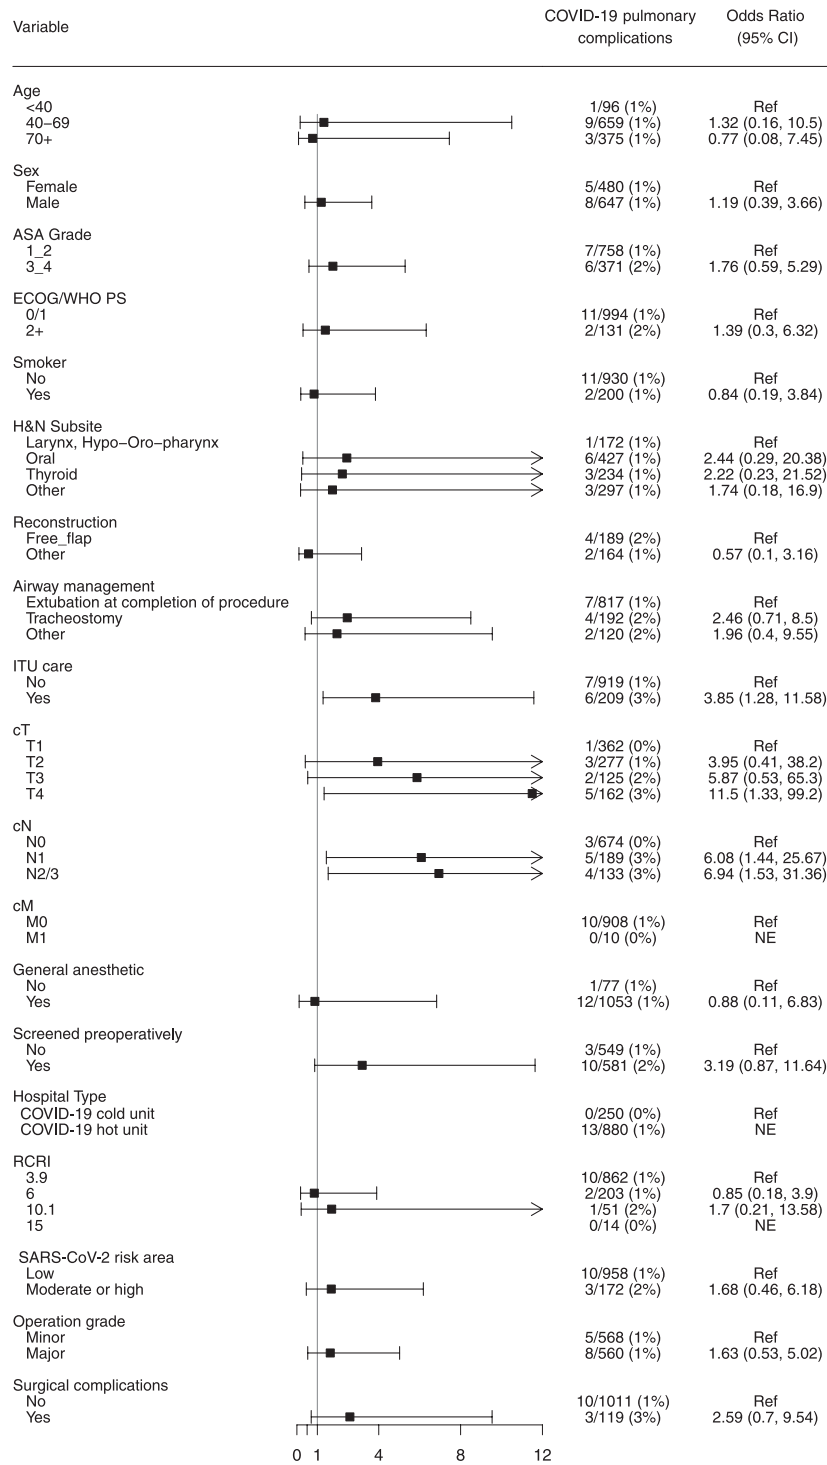 Variable COVID-19 pulmonary complications Odds Ratio (95% CI)
Age
<40 1/96 (1%) Ref
40−69 9/659 (1%) 1.32 (0.16, 10.5)
70+ 3/375 (1%) 0.77 (0.08, 7.45)
Sex
Female 5/480 (1%) Ref
Male 8/647 (1%) 1.19 (0.39, 3.66)
ASA Grade
1_2 7/758 (1%) Ref
3_4 6/371 (2%) 1.76 (0.59, 5.29)
ECOG/WHO PS
0/1 11/994 (1%) Ref
2+ 2/131 (2%) 1.39 (0.3, 6.32)
Smoker
No 11/930 (1%) Ref
Yes 2/200 (1%) 0.84 (0.19, 3.84)
H&N Subsite
Larynx, Hypo−Oro−pharynx 1/172 (1%) Ref
Oral 6/427 (1%) 2.44 (0.29, 20.38)
Thyroid 3/234 (1%) 2.22 (0.23, 21.52)
Other 3/297 (1%) 1.74 (0.18, 16.9)
Reconstruction
Free_flap 4/189 (2%) Ref
Other 2/164 (1%) 0.57 (0.1, 3.16)
Airway management
Extubation at completion of procedure 7/817 (1%) Ref
Tracheostomy 4/192 (2%) 2.46 (0.71, 8.5)
Other 2/120 (2%) 1.96 (0.4, 9.55)
ITU care
No 7/919 (1%) Ref
Yes 6/209 (3%) 3.85 (1.28, 11.58)
cT
T1 1/362 (0%) Ref
T2 3/277 (1%) 3.95 (0.41, 38.2)
T3 2/125 (2%) 5.87 (0.53, 65.3)
T4 5/162 (3%) 11.5 (1.33, 99.2)
cN
N0 3/674 (0%) Ref
N1 5/189 (3%) 6.08 (1.44, 25.67)
N2/3 4/133 (3%) 6.94 (1.53, 31.36)
cM
M0 10/908 (1%) Ref
M1 0/10 (0%) NE
General anesthetic
No 1/77 (1%) Ref
Yes 12/1053 (1%) 0.88 (0.11, 6.83)
Screened preoperatively
No 3/549 (1%) Ref
Yes 10/581 (2%) 3.19 (0.87, 11.64)
Hospital Type
COVID-19 cold unit 0/250 (0%) Ref
COVID-19 hot unit 13/880 (1%) NE
RCRI
3.9 10/862 (1%) Ref
6 2/203 (1%) 0.85 (0.18, 3.9)
10.1 1/51 (2%) 1.7 (0.21, 13.58)
15 0/14 (0%) NE
SARS-CoV-2 risk area
Low 10/958 (1%) Ref
Moderate or high 3/172 (2%) 1.68 (0.46, 6.18)
Operation grade
Minor 5/568 (1%) Ref
Major 8/560 (1%) 1.63 (0.53, 5.02)
Surgical complications
No 10/1011 (1%) Ref
Yes 3/119 (3%) 2.59 (0.7, 9.54)
0 1 4 8 12